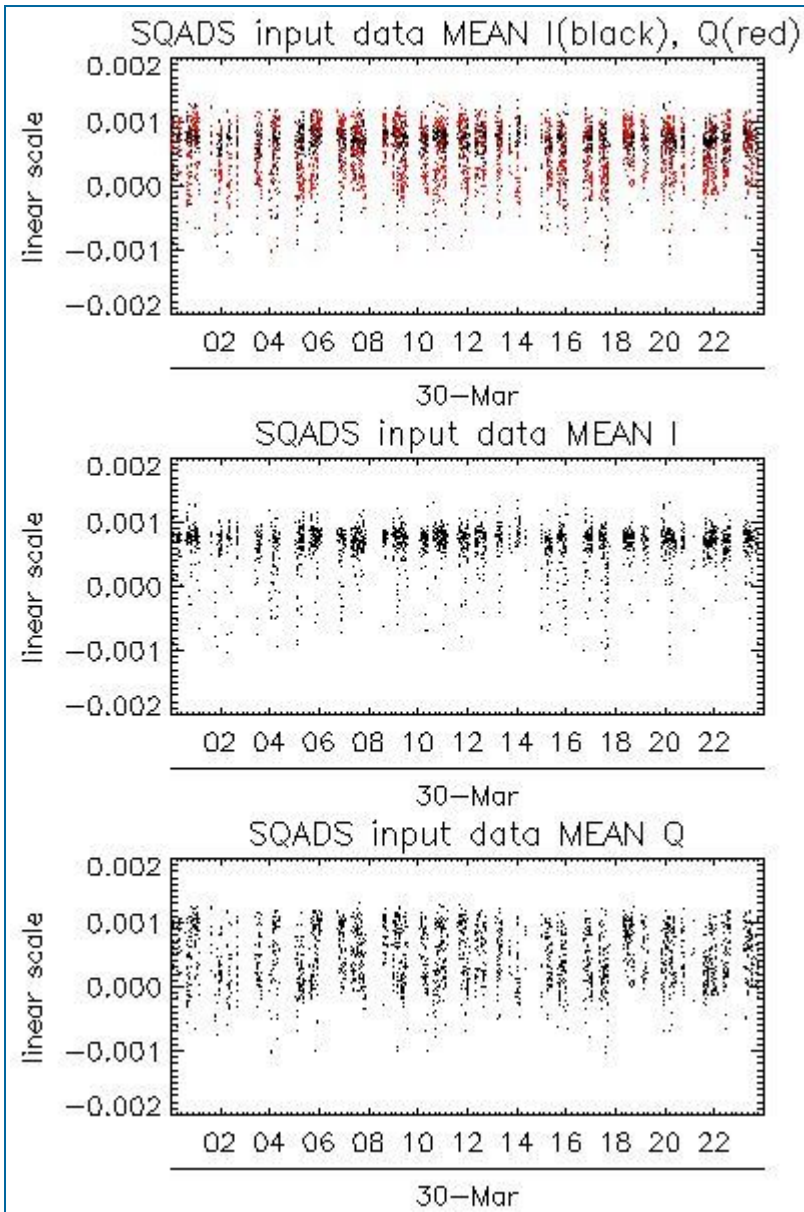 SQADS input data MEAN I(black), Q(red)
linear scale
0.002
0.001
0.000
−0.001
−0.002
02 04 06 08 10 12 14 16 18 20 22
30−Mar
SQADS input data MEAN I
linear scale
0.002
0.001
0.000
−0.001
−0.002
02 04 06 08 10 12 14 16 18 20 22
30−Mar
SQADS input data MEAN Q
linear scale
0.002
0.001
0.000
−0.001
−0.002
02 04 06 08 10 12 14 16 18 20 22
30−Mar